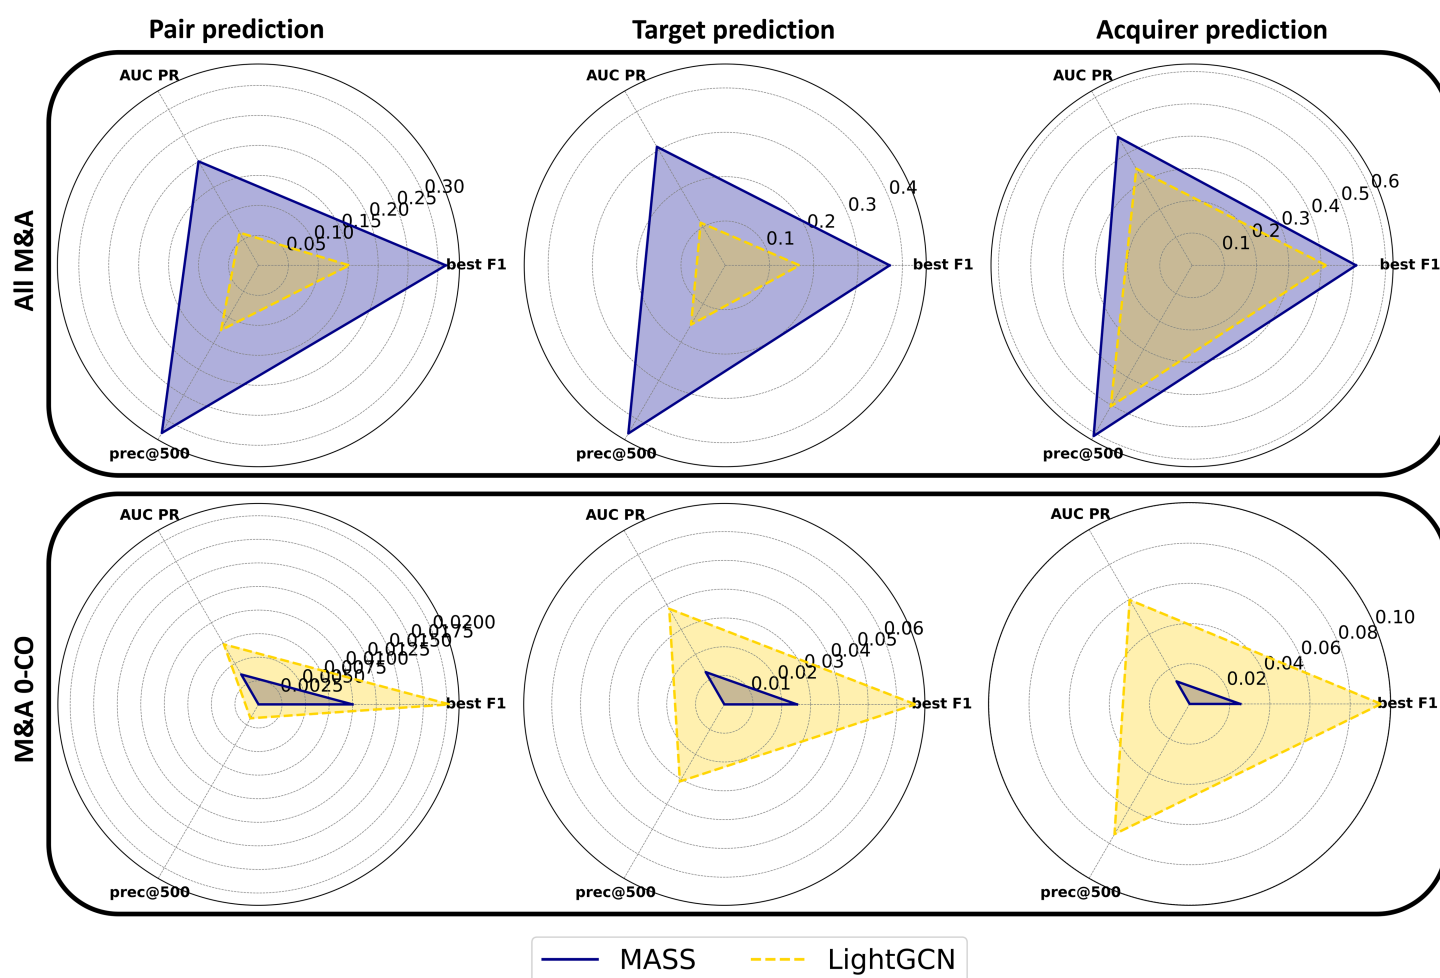 Pair prediction
Target prediction
Acquirer prediction
All M&A
AUC PR
0.05
0.10
0.15
0.20
0.25
0.30
best F1
prec@500
AUC PR
0.1
0.2
0.3
0.4
best F1
prec@500
AUC PR
0.1
0.2
0.3
0.4
0.5
0.6
best F1
prec@500
M&A 0-CO
AUC PR
0.0025
0.0050
0.0075
0.0100
0.0125
0.0150
0.0175
0.0200
best F1
prec@500
AUC PR
0.01
0.02
0.03
0.04
0.05
0.06
best F1
prec@500
AUC PR
0.02
0.04
0.06
0.08
0.10
best F1
prec@500
MASS
LightGCN